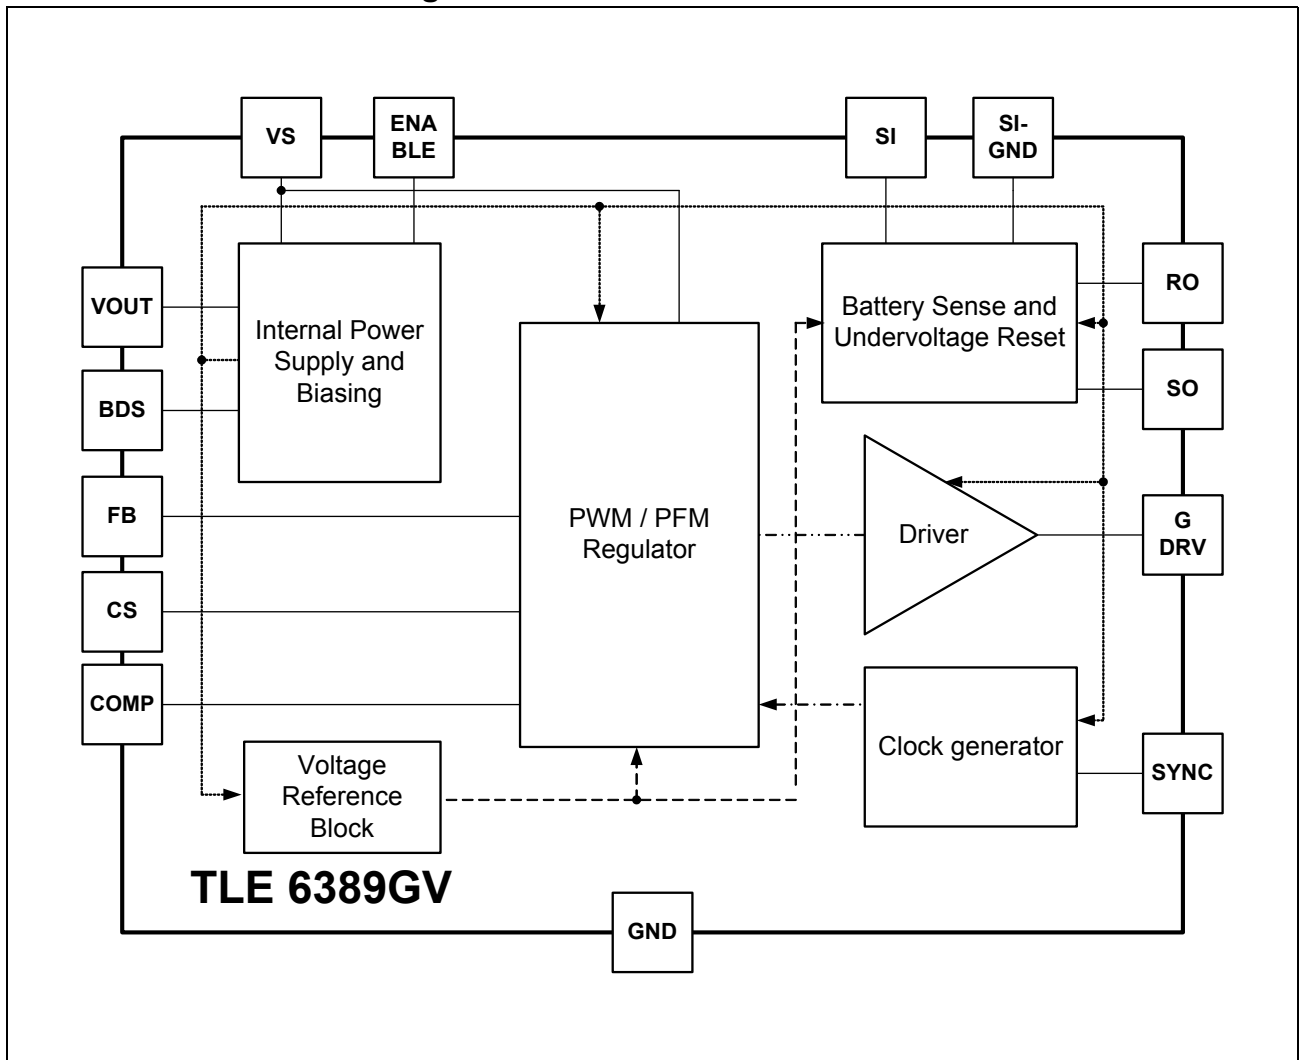 VS
ENA
BLE
SI
SI-
GND
VOUT
BDS
FB
CS
COMP
Internal Power
Supply and
Biasing
PWM / PFM
Regulator
Battery Sense and
Undervoltage Reset
RO
SO
Driver
G
DRV
Clock generator
SYNC
Voltage
Reference
Block
TLE 6389GV
GND